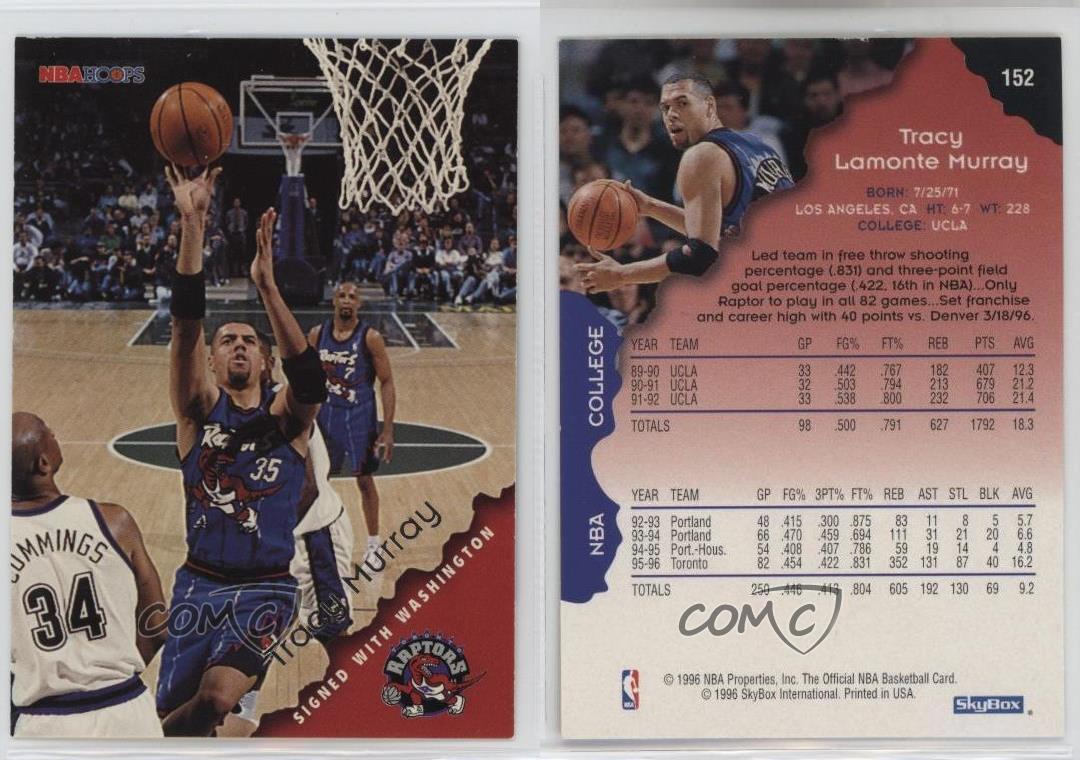 NBA HOOPS
RAPTORS
7
RAPTORS
35
CUMMINGS
34
Tracy Murray
SIGNED WITH WASHINGTON
TORONTO
RAPTORS
COMC
152
Tracy
Lamonte Murray
BORN: 7/25/71
LOS ANGELES, CA HT: 6-7 WT: 228
COLLEGE: UCLA
Led team in free throw shooting
percentage (.831) and three-point field
goal percentage (.422, 16th in NBA)...Only
Raptor to play in all 82 games...Set franchise
and career high with 40 points vs. Denver 3/18/96.
COLLEGE
YEAR TEAM GP FG% FT% REB PTS AVG
89-90 UCLA 33 .442 .767 182 407 12.3
90-91 UCLA 32 .503 .794 213 679 21.2
91-92 UCLA 33 .538 .800 232 706 21.4
TOTALS 98 .500 .791 627 1792 18.3
NBA
YEAR TEAM GP FG% 3PT% FT% REB AST STL BLK AVG
92-93 Portland 48 .415 .300 .875 83 11 8 5 5.7
93-94 Portland 66 .470 .459 .694 111 31 21 20 6.6
94-95 Port.-Hous. 54 .408 .407 .786 59 19 14 4 4.8
95-96 Toronto 82 .454 .422 .831 352 131 87 40 16.2
TOTALS 250 .446 .413 .804 605 192 130 69 9.2
COMC
NBA
© 1996 NBA Properties, Inc. The Official NBA Basketball Card.
© 1996 SkyBox International. Printed in USA.
SkyBox